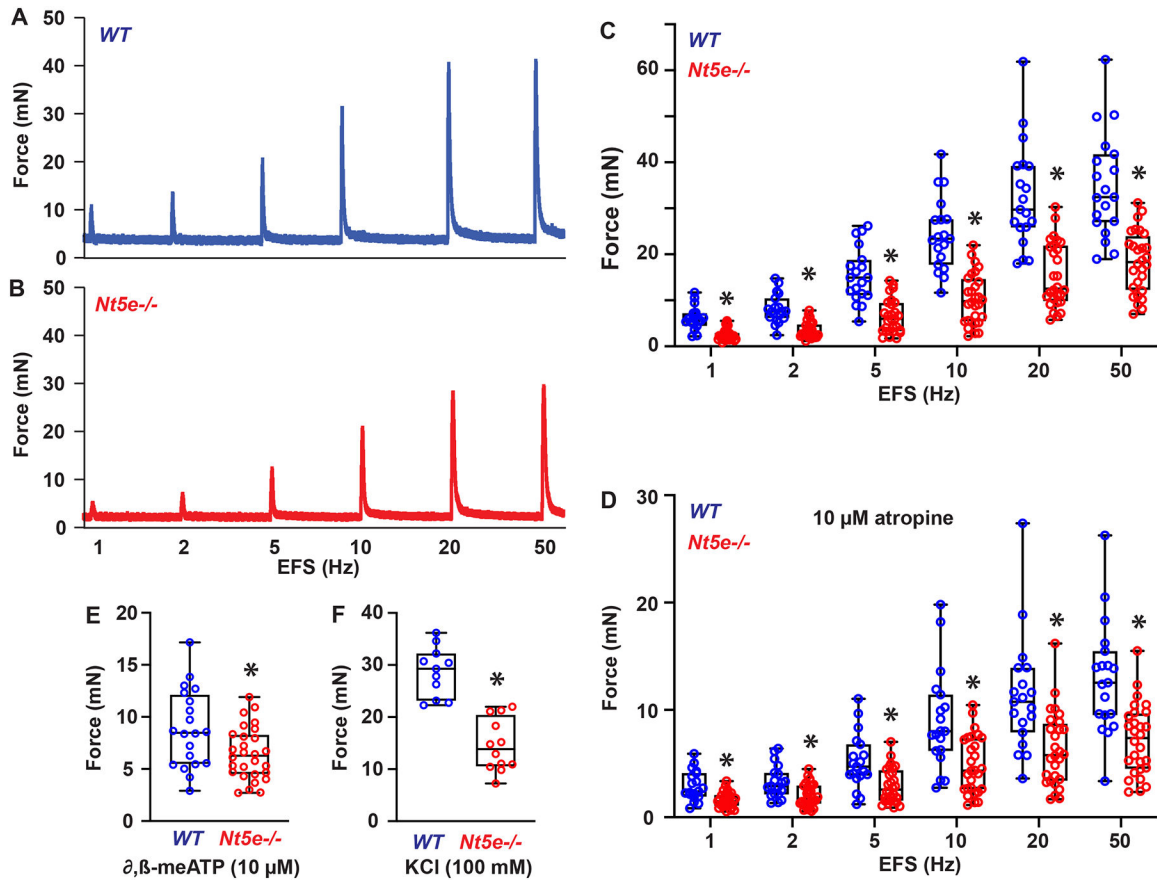 A
WT
Force (mN)
50
40
30
20
10
0
B
Nt5e-/-
Force (mN)
50
40
30
20
10
0
1 2 5 10 20 50
EFS (Hz)
C
WT
Nt5e-/-
Force (mN)
60
40
20
0
* * * * * *
1 2 5 10 20 50
EFS (Hz)
D
WT
Nt5e-/-
10 µM atropine
Force (mN)
30
20
10
0
* * * * * *
1 2 5 10 20 50
EFS (Hz)
E
Force (mN)
20
15
10
5
0
*
WT Nt5e-/-
∂,ß-meATP (10 µM)
F
Force (mN)
40
30
20
10
0
*
WT Nt5e-/-
KCl (100 mM)